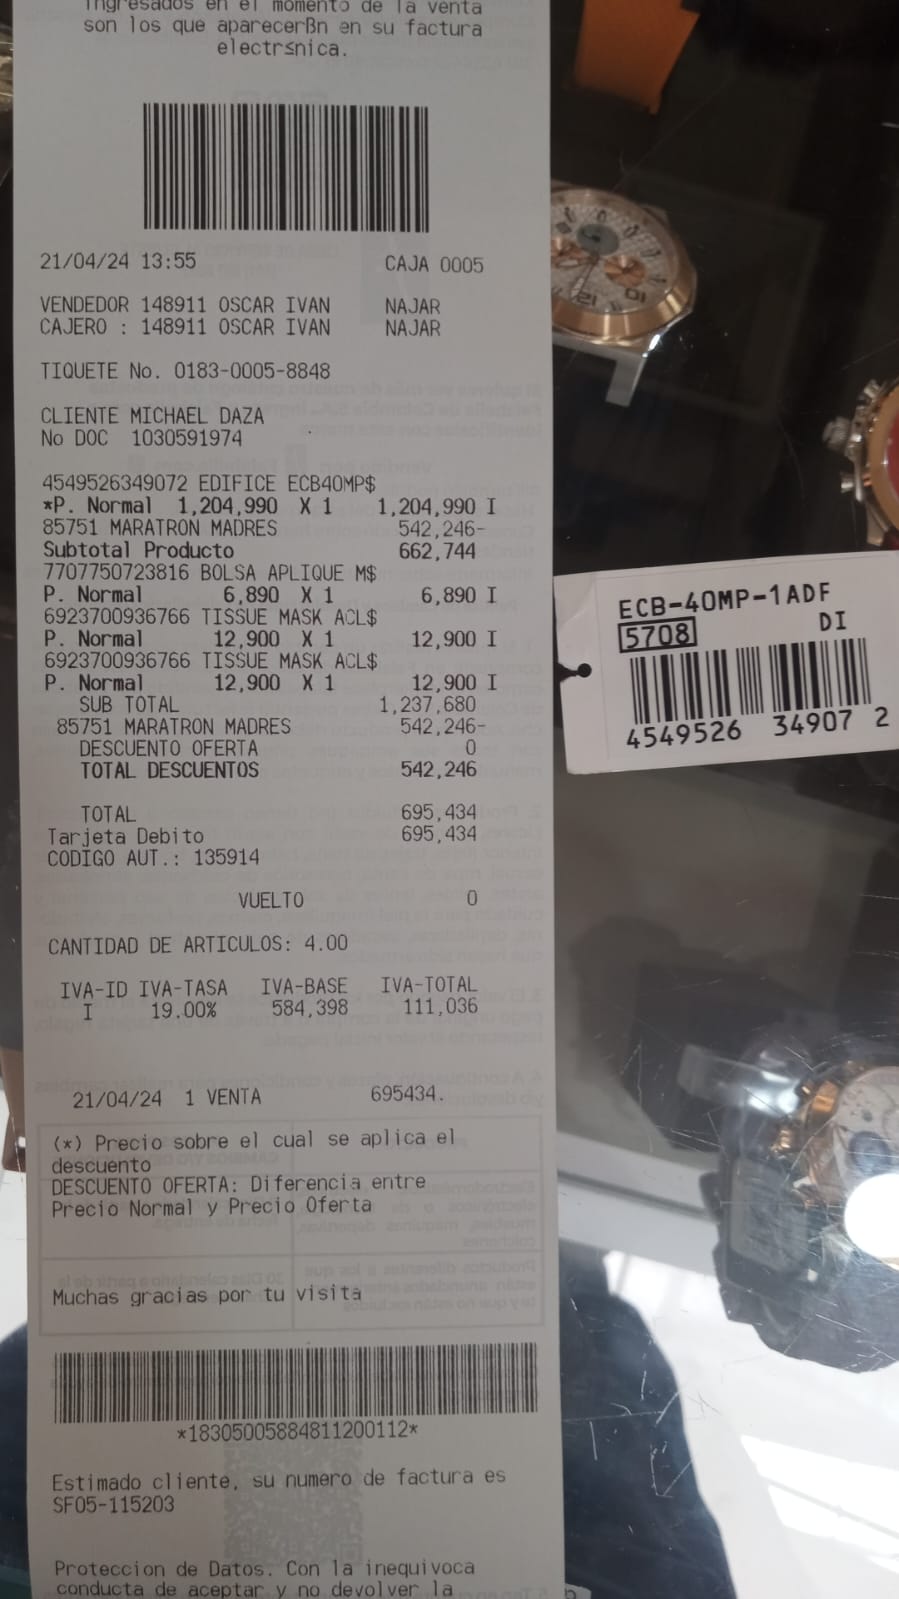 Ingresados en el momento de la venta
son los que aparecerßn en su factura
electrsnica.
21/04/24 13:55 CAJA 0005
VENDEDOR 148911 OSCAR IVAN NAJAR
CAJERO : 148911 OSCAR IVAN NAJAR
TIQUETE No. 0183-0005-8848
CLIENTE MICHAEL DAZA
No DOC 1030591974
4549526349072 EDIFICE ECB40MP$
*P. Normal 1,204,990 X 1 1,204,990 I
85751 MARATRON MADRES 542,246-
Subtotal Producto 662,744
7707750723816 BOLSA APLIQUE M$
P. Normal 6,890 X 1 6,890 I
6923700936766 TISSUE MASK ACL$
P. Normal 12,900 X 1 12,900 I
6923700936766 TISSUE MASK ACL$
P. Normal 12,900 X 1 12,900 I
SUB TOTAL 1,237,680
85751 MARATRON MADRES 542,246-
DESCUENTO OFERTA 0
TOTAL DESCUENTOS 542,246
TOTAL 695,434
Tarjeta Debito 695,434
CODIGO AUT.: 135914
VUELTO 0
CANTIDAD DE ARTICULOS: 4.00
IVA-ID IVA-TASA IVA-BASE IVA-TOTAL
I 19.00% 584,398 111,036
21/04/24 1 VENTA 695434.
(*) Precio sobre el cual se aplica el
descuento
DESCUENTO OFERTA: Diferencia entre
Precio Normal y Precio Oferta
Muchas gracias por tu visita
*18305005884811200112*
Estimado cliente, su numero de factura es
SF05-115203
Proteccion de Datos. Con la inequivoca
conducta de aceptar y no devolver la
ECB-40MP-1ADF
5708 DI
4549526 34907 2